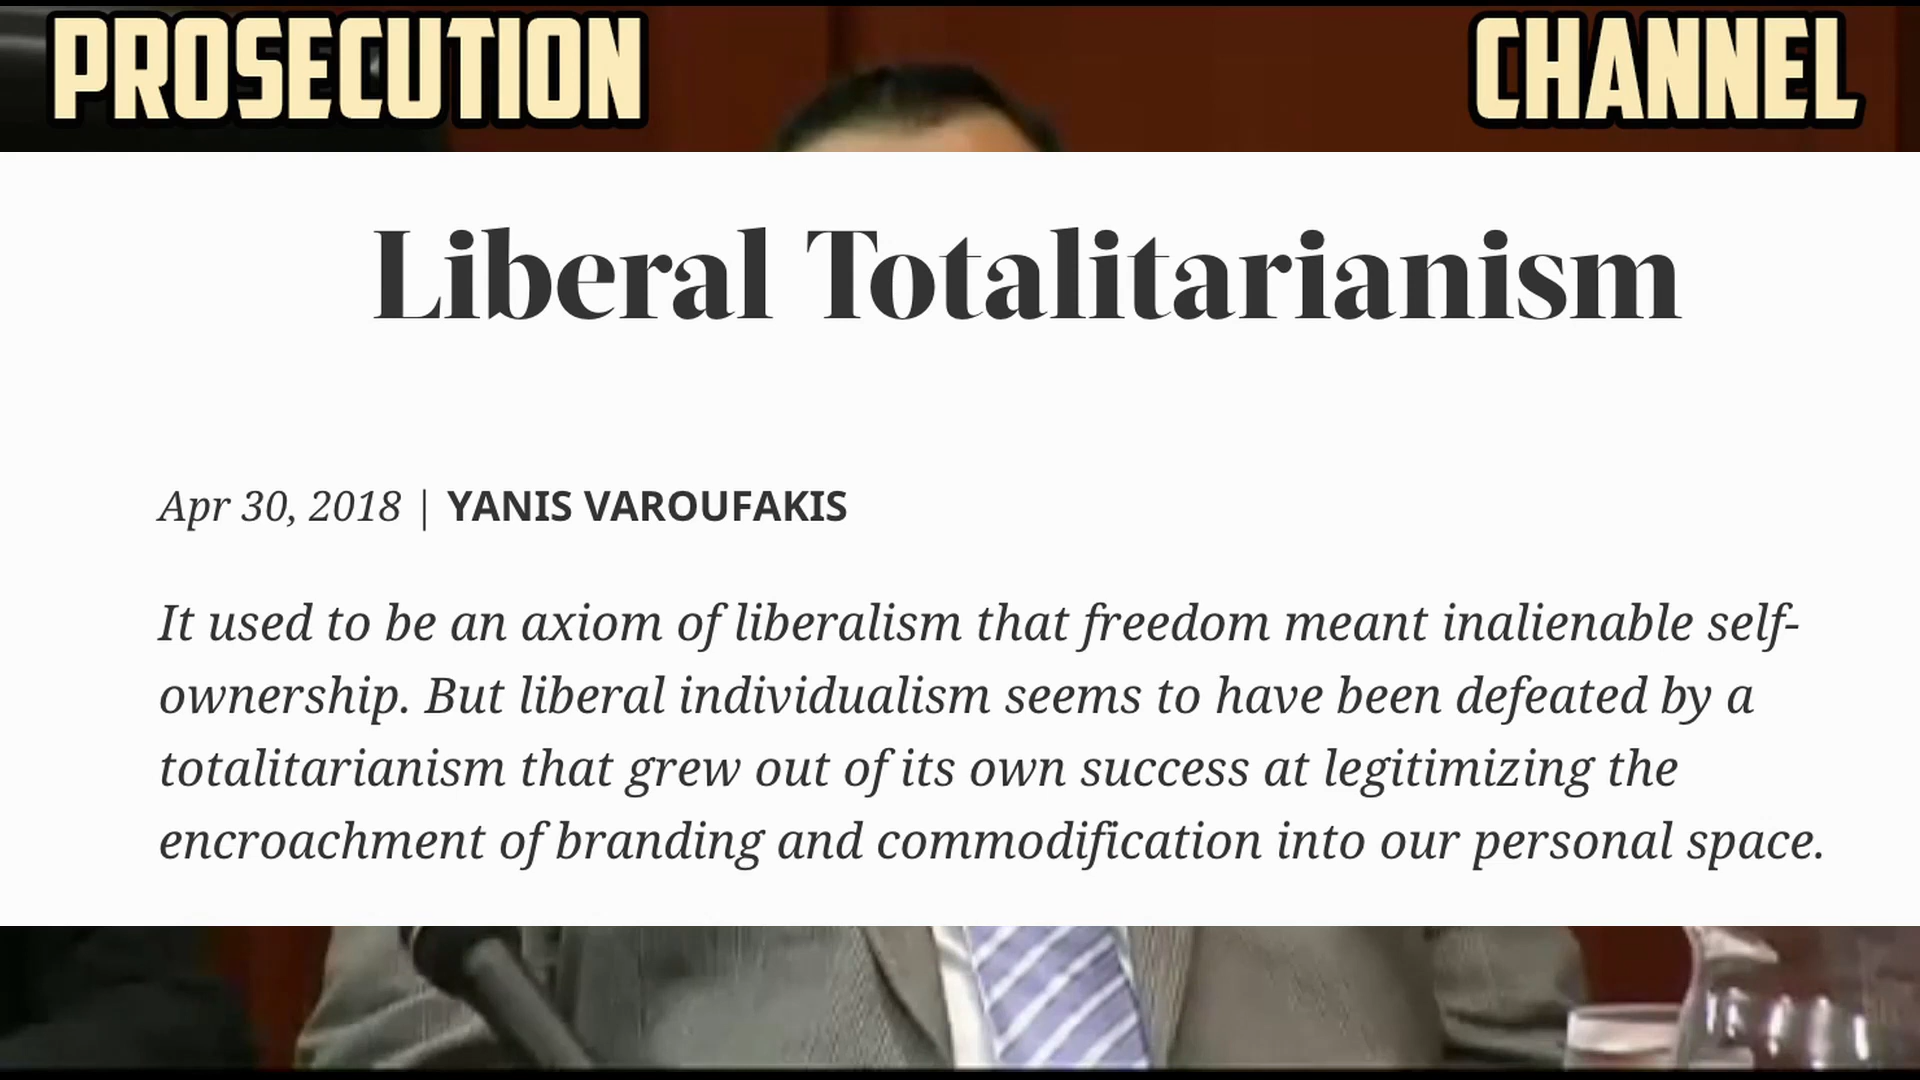 PROSECUTION CHANNEL
Liberal Totalitarianism
Apr 30, 2018 | YANIS VAROUFAKIS
It used to be an axiom of liberalism that freedom meant inalienable self-
ownership. But liberal individualism seems to have been defeated by a
totalitarianism that grew out of its own success at legitimizing the
encroachment of branding and commodification into our personal space.